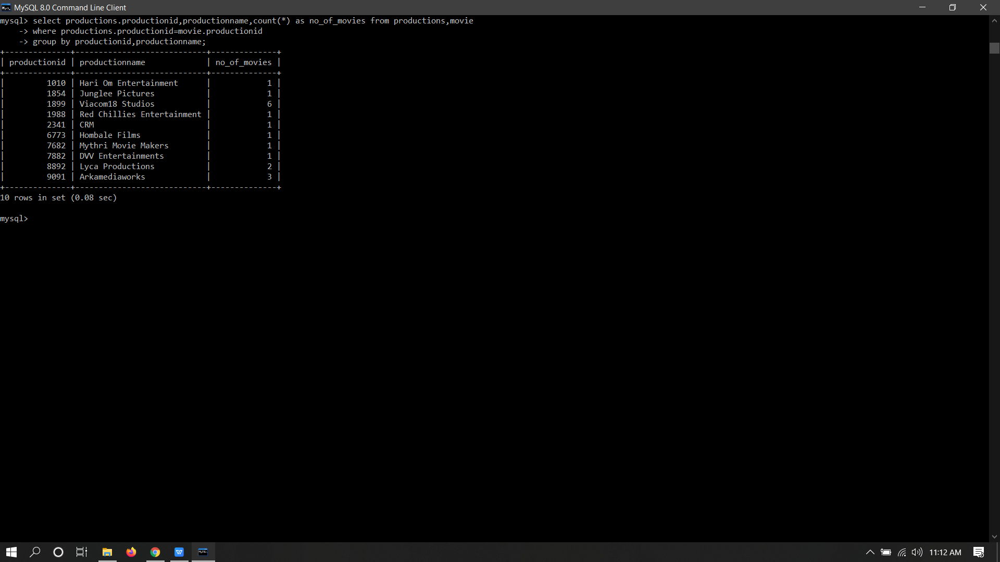 MySQL 8.0 Command Line Client
mysql> select productions.productionid,productionname,count(*) as no_of_movies from productions,movie
    -> where productions.productionid=movie.productionid
    -> group by productionid,productionname;
+--------------+----------------------------+--------------+
| productionid | productionname             | no_of_movies |
+--------------+----------------------------+--------------+
|         1010 | Hari Om Entertainment      |            1 |
|         1854 | Junglee Pictures           |            1 |
|         1899 | Viacom18 Studios           |            6 |
|         1988 | Red Chillies Entertainment |            1 |
|         2341 | CRM                        |            1 |
|         6773 | Hombale Films              |            1 |
|         7682 | Mythri Movie Makers        |            1 |
|         7882 | DVV Entertainments         |            1 |
|         8892 | Lyca Productions           |            2 |
|         9091 | Arkamediaworks             |            3 |
+--------------+----------------------------+--------------+
10 rows in set (0.08 sec)
mysql>
11:12 AM